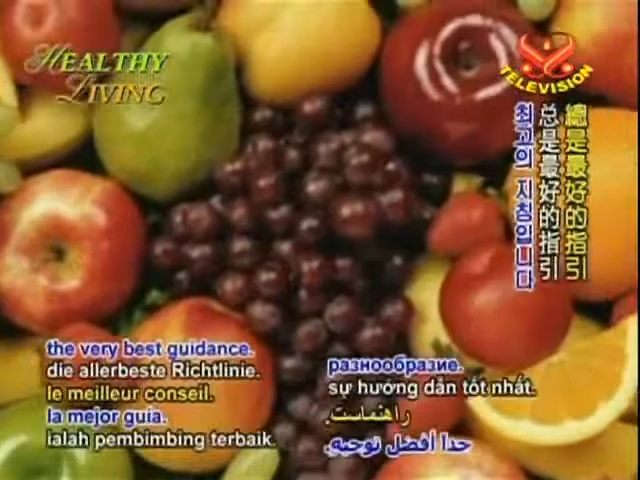 HEALTHY
LIVING
TELEVISION
總是最好的指引
总是最好的指引
최고의 지침입니다
the very best guidance.
die allerbeste Richtlinie.
le meilleur conseil.
la mejor guia.
ialah pembimbing terbaik.
разнообразие.
sự hướng dẫn tốt nhất.
راهنماست.
جدا أفضل توجيه.